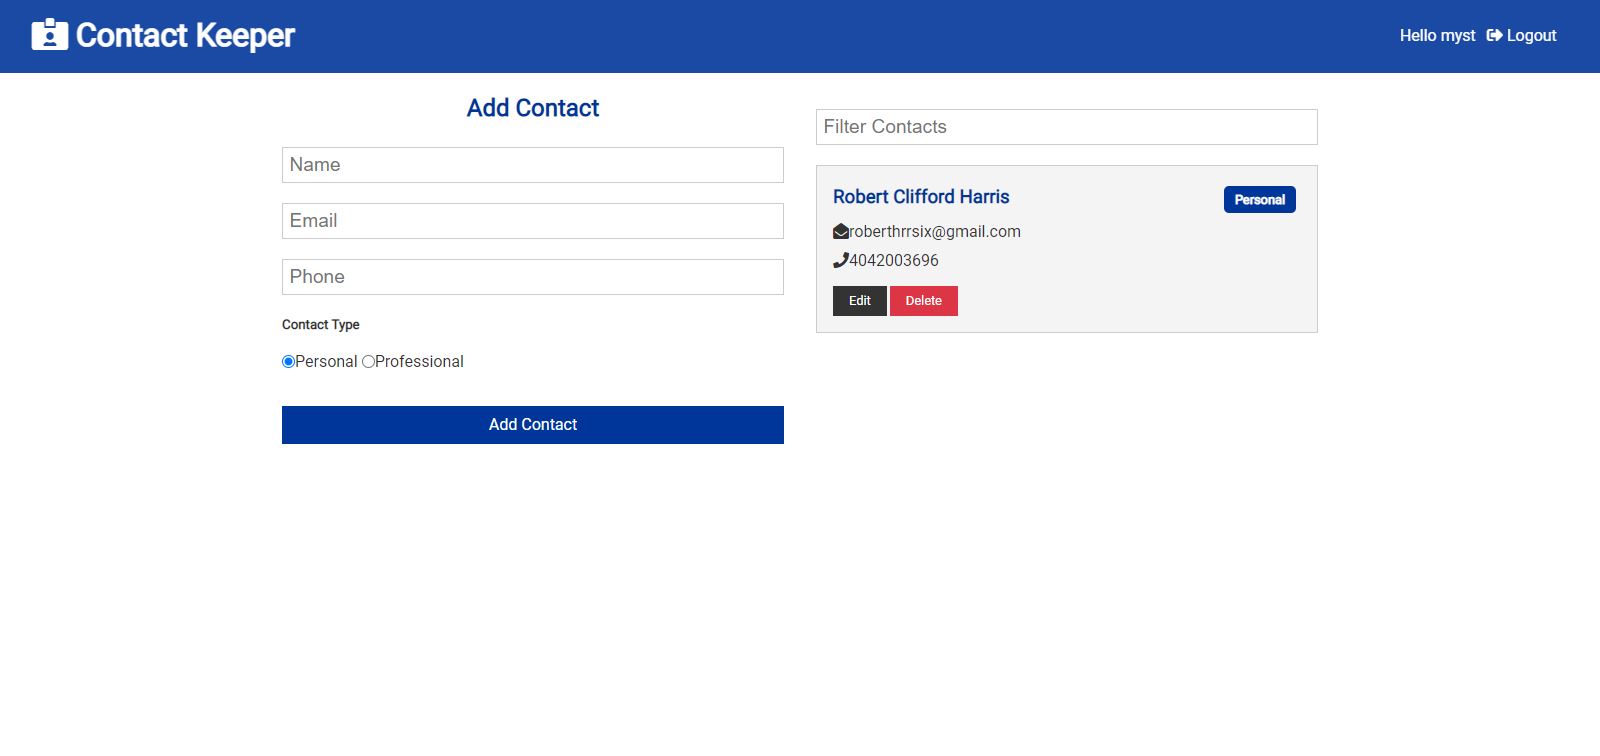 Contact Keeper
Hello myst Logout
Add Contact
Name
Email
Phone
Contact Type
Personal Professional
Add Contact
Filter Contacts
Robert Clifford Harris
Personal
roberthrrsix@gmail.com
4042003696
Edit Delete